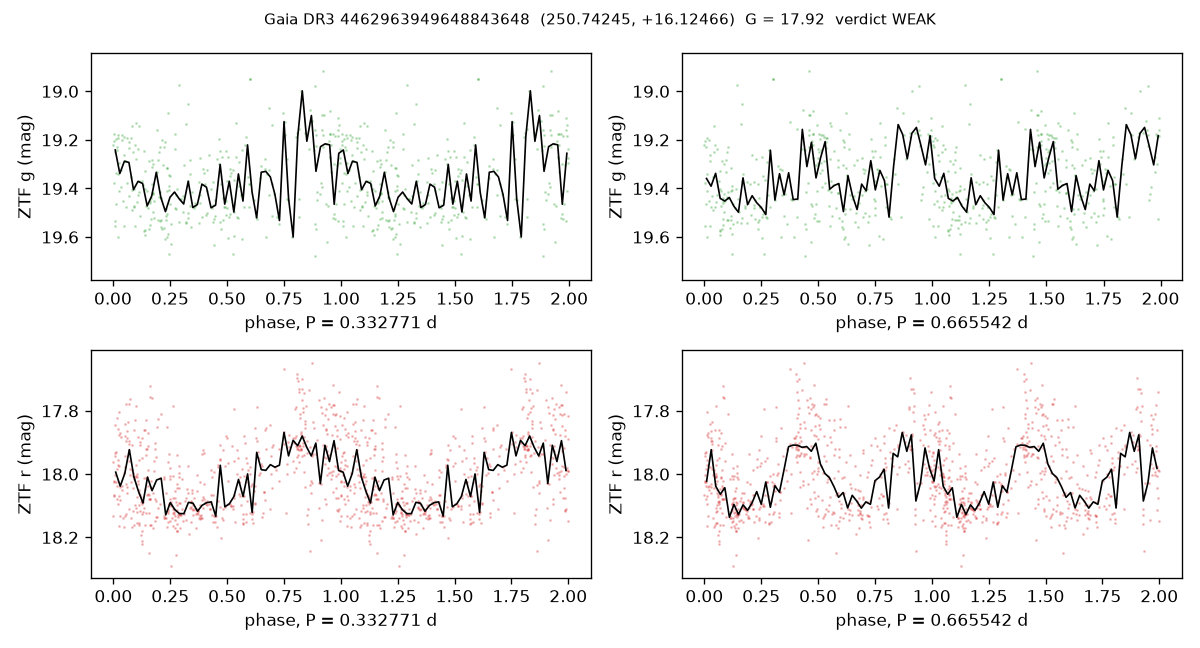 Gaia DR3 4462963949648843648 (250.74245, +16.12466) G = 17.92 verdict WEAK
ZTF g (mag)
19.0
19.2
19.4
19.6
0.00 0.25 0.50 0.75 1.00 1.25 1.50 1.75 2.00
phase, P = 0.332771 d
ZTF g (mag)
19.0
19.2
19.4
19.6
0.00 0.25 0.50 0.75 1.00 1.25 1.50 1.75 2.00
phase, P = 0.665542 d
ZTF r (mag)
17.8
18.0
18.2
0.00 0.25 0.50 0.75 1.00 1.25 1.50 1.75 2.00
phase, P = 0.332771 d
ZTF r (mag)
17.8
18.0
18.2
0.00 0.25 0.50 0.75 1.00 1.25 1.50 1.75 2.00
phase, P = 0.665542 d